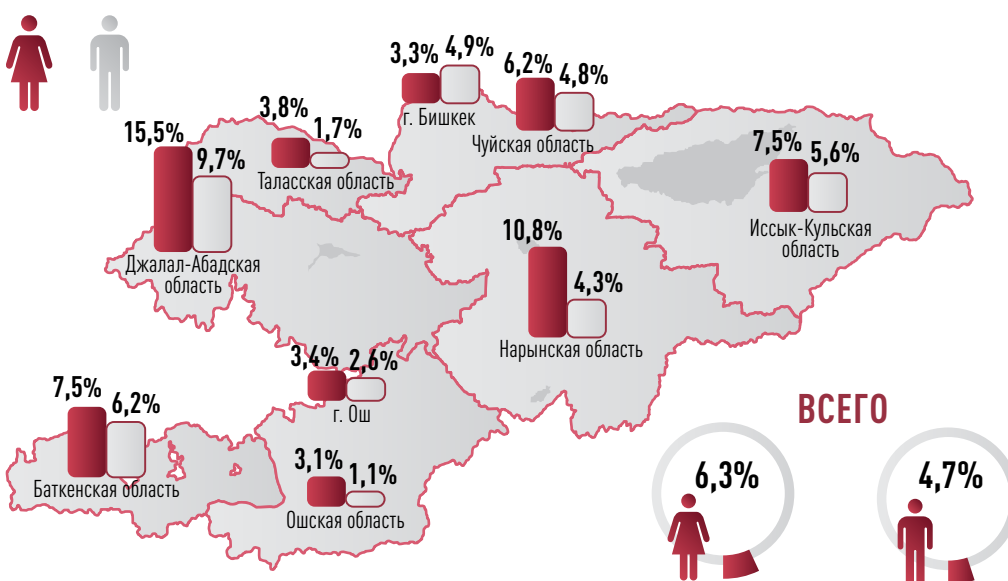 3,3% 4,9%
г. Бишкек
6,2% 4,8%
Чуйская область
3,8% 1,7%
Таласская область
15,5% 9,7%
Джалал-Абадская
область
7,5% 5,6%
Иссык-Кульская
область
10,8% 4,3%
Нарынская область
3,4% 2,6%
г. Ош
7,5% 6,2%
Баткенская область
3,1% 1,1%
Ошская область
ВСЕГО
6,3% 4,7%